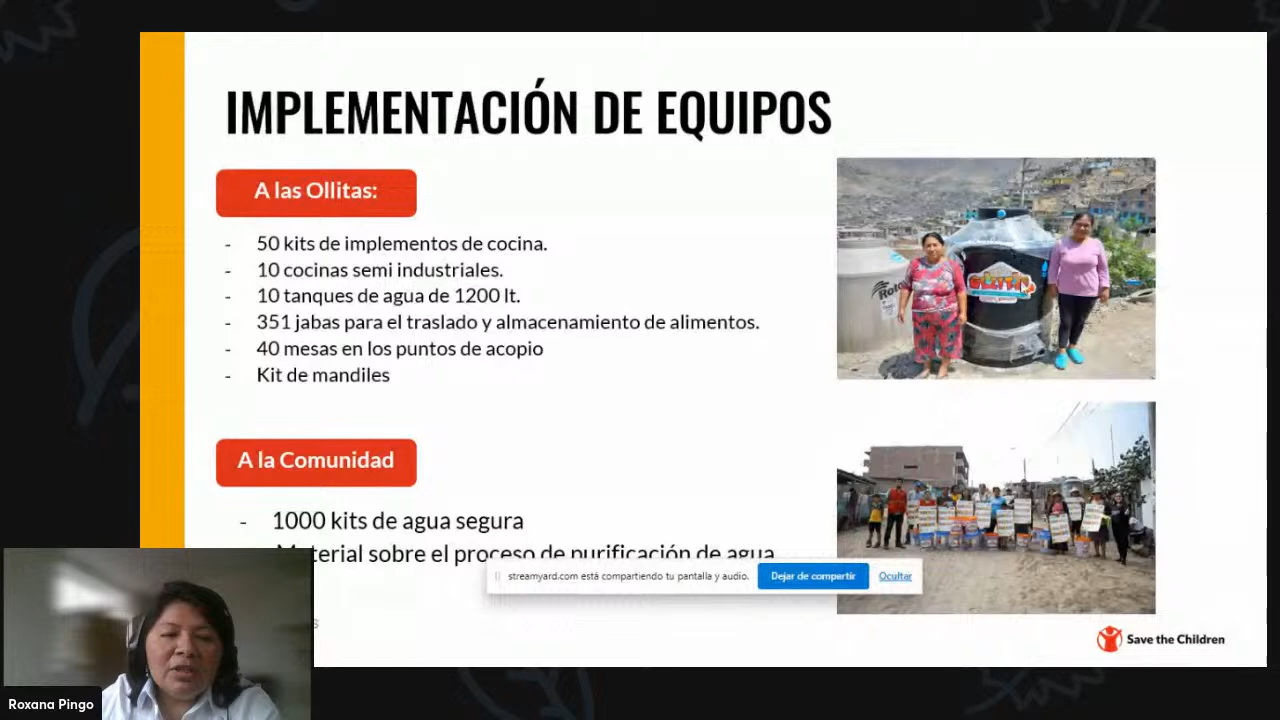 IMPLEMENTACIÓN DE EQUIPOS
A las Ollitas:
- 50 kits de implementos de cocina.
- 10 cocinas semi industriales.
- 10 tanques de agua de 1200 lt.
- 351 jabas para el traslado y almacenamiento de alimentos.
- 40 mesas en los puntos de acopio
- Kit de mandiles
A la Comunidad
- 1000 kits de agua segura
Material sobre el proceso de purificación de agua
streamyard.com está compartiendo tu pantalla y audio.
Dejar de compartir
Ocultar
Save the Children
Roxana Pingo